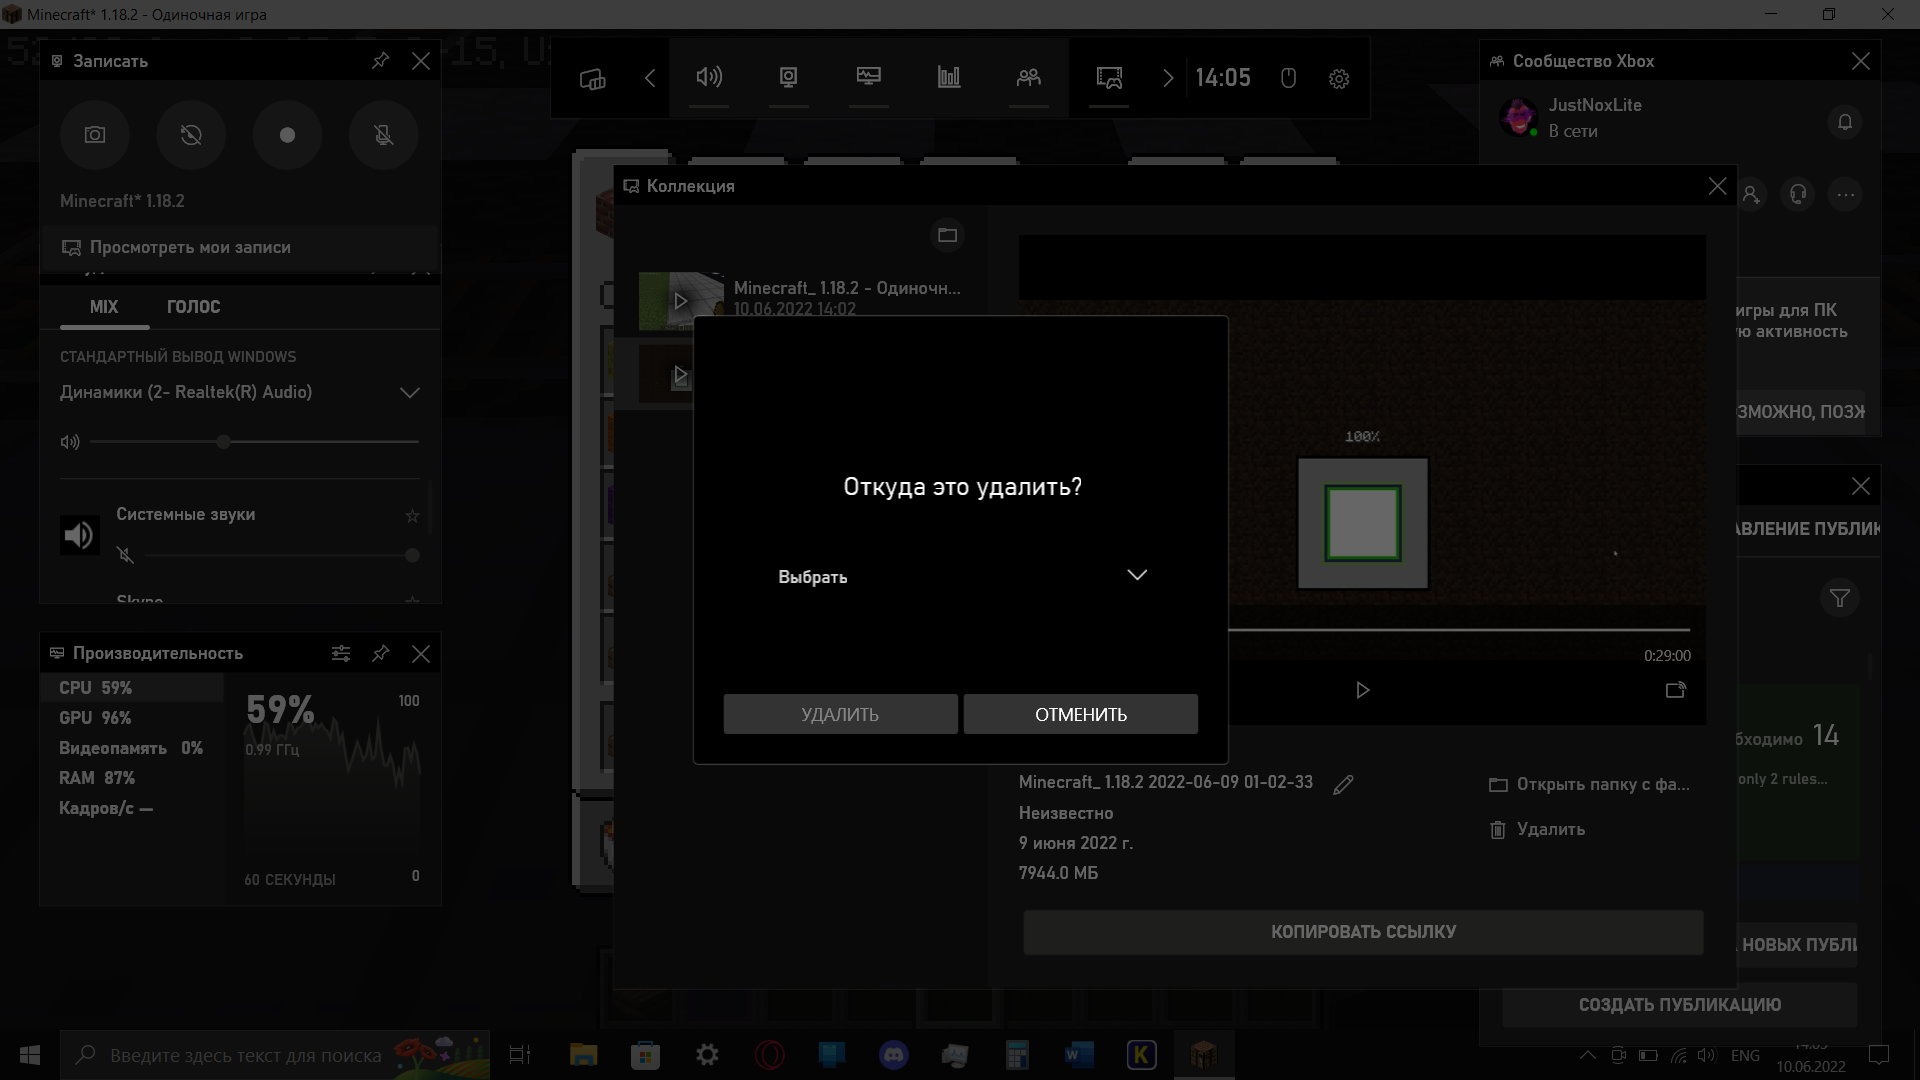 Minecraft* 1.18.2 - Одиночная игра
Записать
Minecraft* 1.18.2
Просмотреть мои записи
MIX
ГОЛОС
СТАНДАРТНЫЙ ВЫВОД WINDOWS
Динамики (2- Realtek(R) Audio)
Системные звуки
Skype
Производительность
CPU 59%
GPU 96%
Видеопамять 0%
RAM 87%
Кадров/с —
59%
0.99 ГГц
100
60 СЕКУНДЫ
0
14:05
Коллекция
Minecraft_ 1.18.2 - Одиночн...
10.06.2022 14:02
100%
Откуда это удалить?
Выбрать
УДАЛИТЬ
ОТМЕНИТЬ
0:29:00
Minecraft_ 1.18.2 2022-06-09 01-02-33
Неизвестно
9 июня 2022 г.
7944.0 МБ
Открыть папку с фа...
Удалить
КОПИРОВАТЬ ССЫЛКУ
Сообщество Xbox
JustNoxLite
В сети
игры для ПК
ую активность
ЗМОЖНО, ПОЗЖ
АВЛЕНИЕ ПУБЛИК
бходимо 14
only 2 rules...
НОВЫХ ПУБЛИ
СОЗДАТЬ ПУБЛИКАЦИЮ
Введите здесь текст для поиска
ENG
14:05
10.06.2022